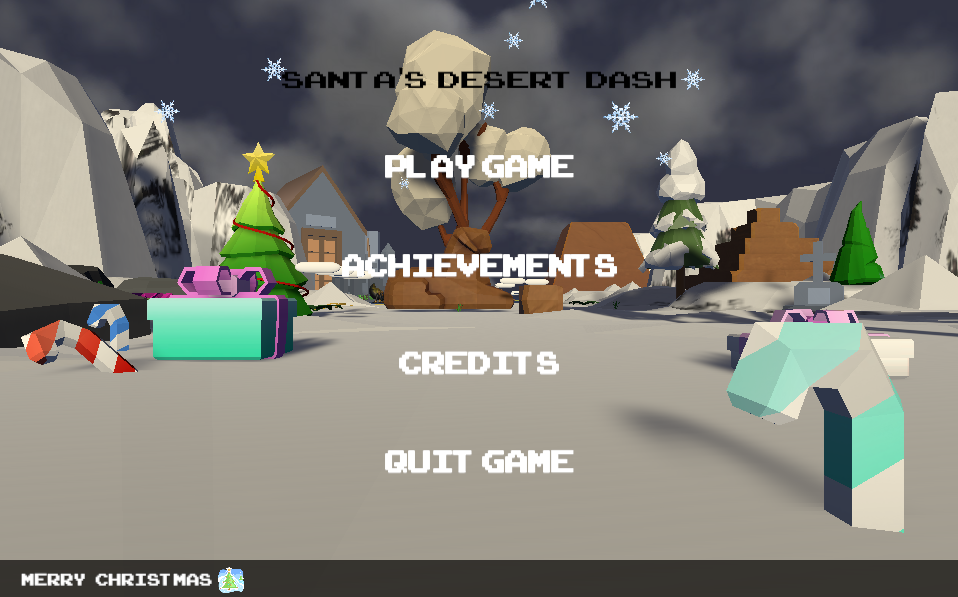 SANTA'S DESERT DASH
PLAY GAME
ACHIEVEMENTS
CREDITS
QUIT GAME
MERRY CHRISTMAS